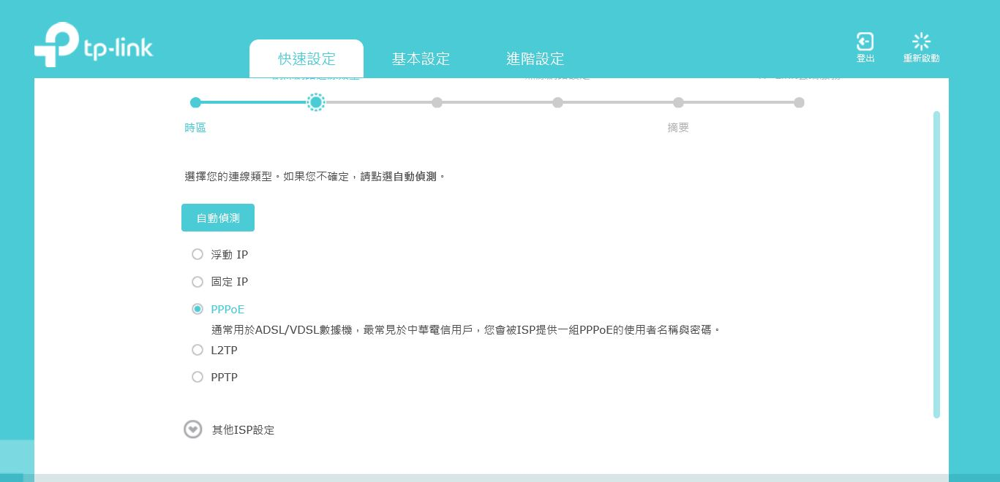 tp-link
快速設定
基本設定
進階設定
登出
重新啟動
時區
摘要
選擇您的連線類型。如果您不確定，請點選自動偵測。
自動偵測
浮動 IP
固定 IP
PPPoE
通常用於ADSL/VDSL數據機，最常見於中華電信用戶，您會被ISP提供一組PPPoE的使用者名稱與密碼。
L2TP
PPTP
其他ISP設定